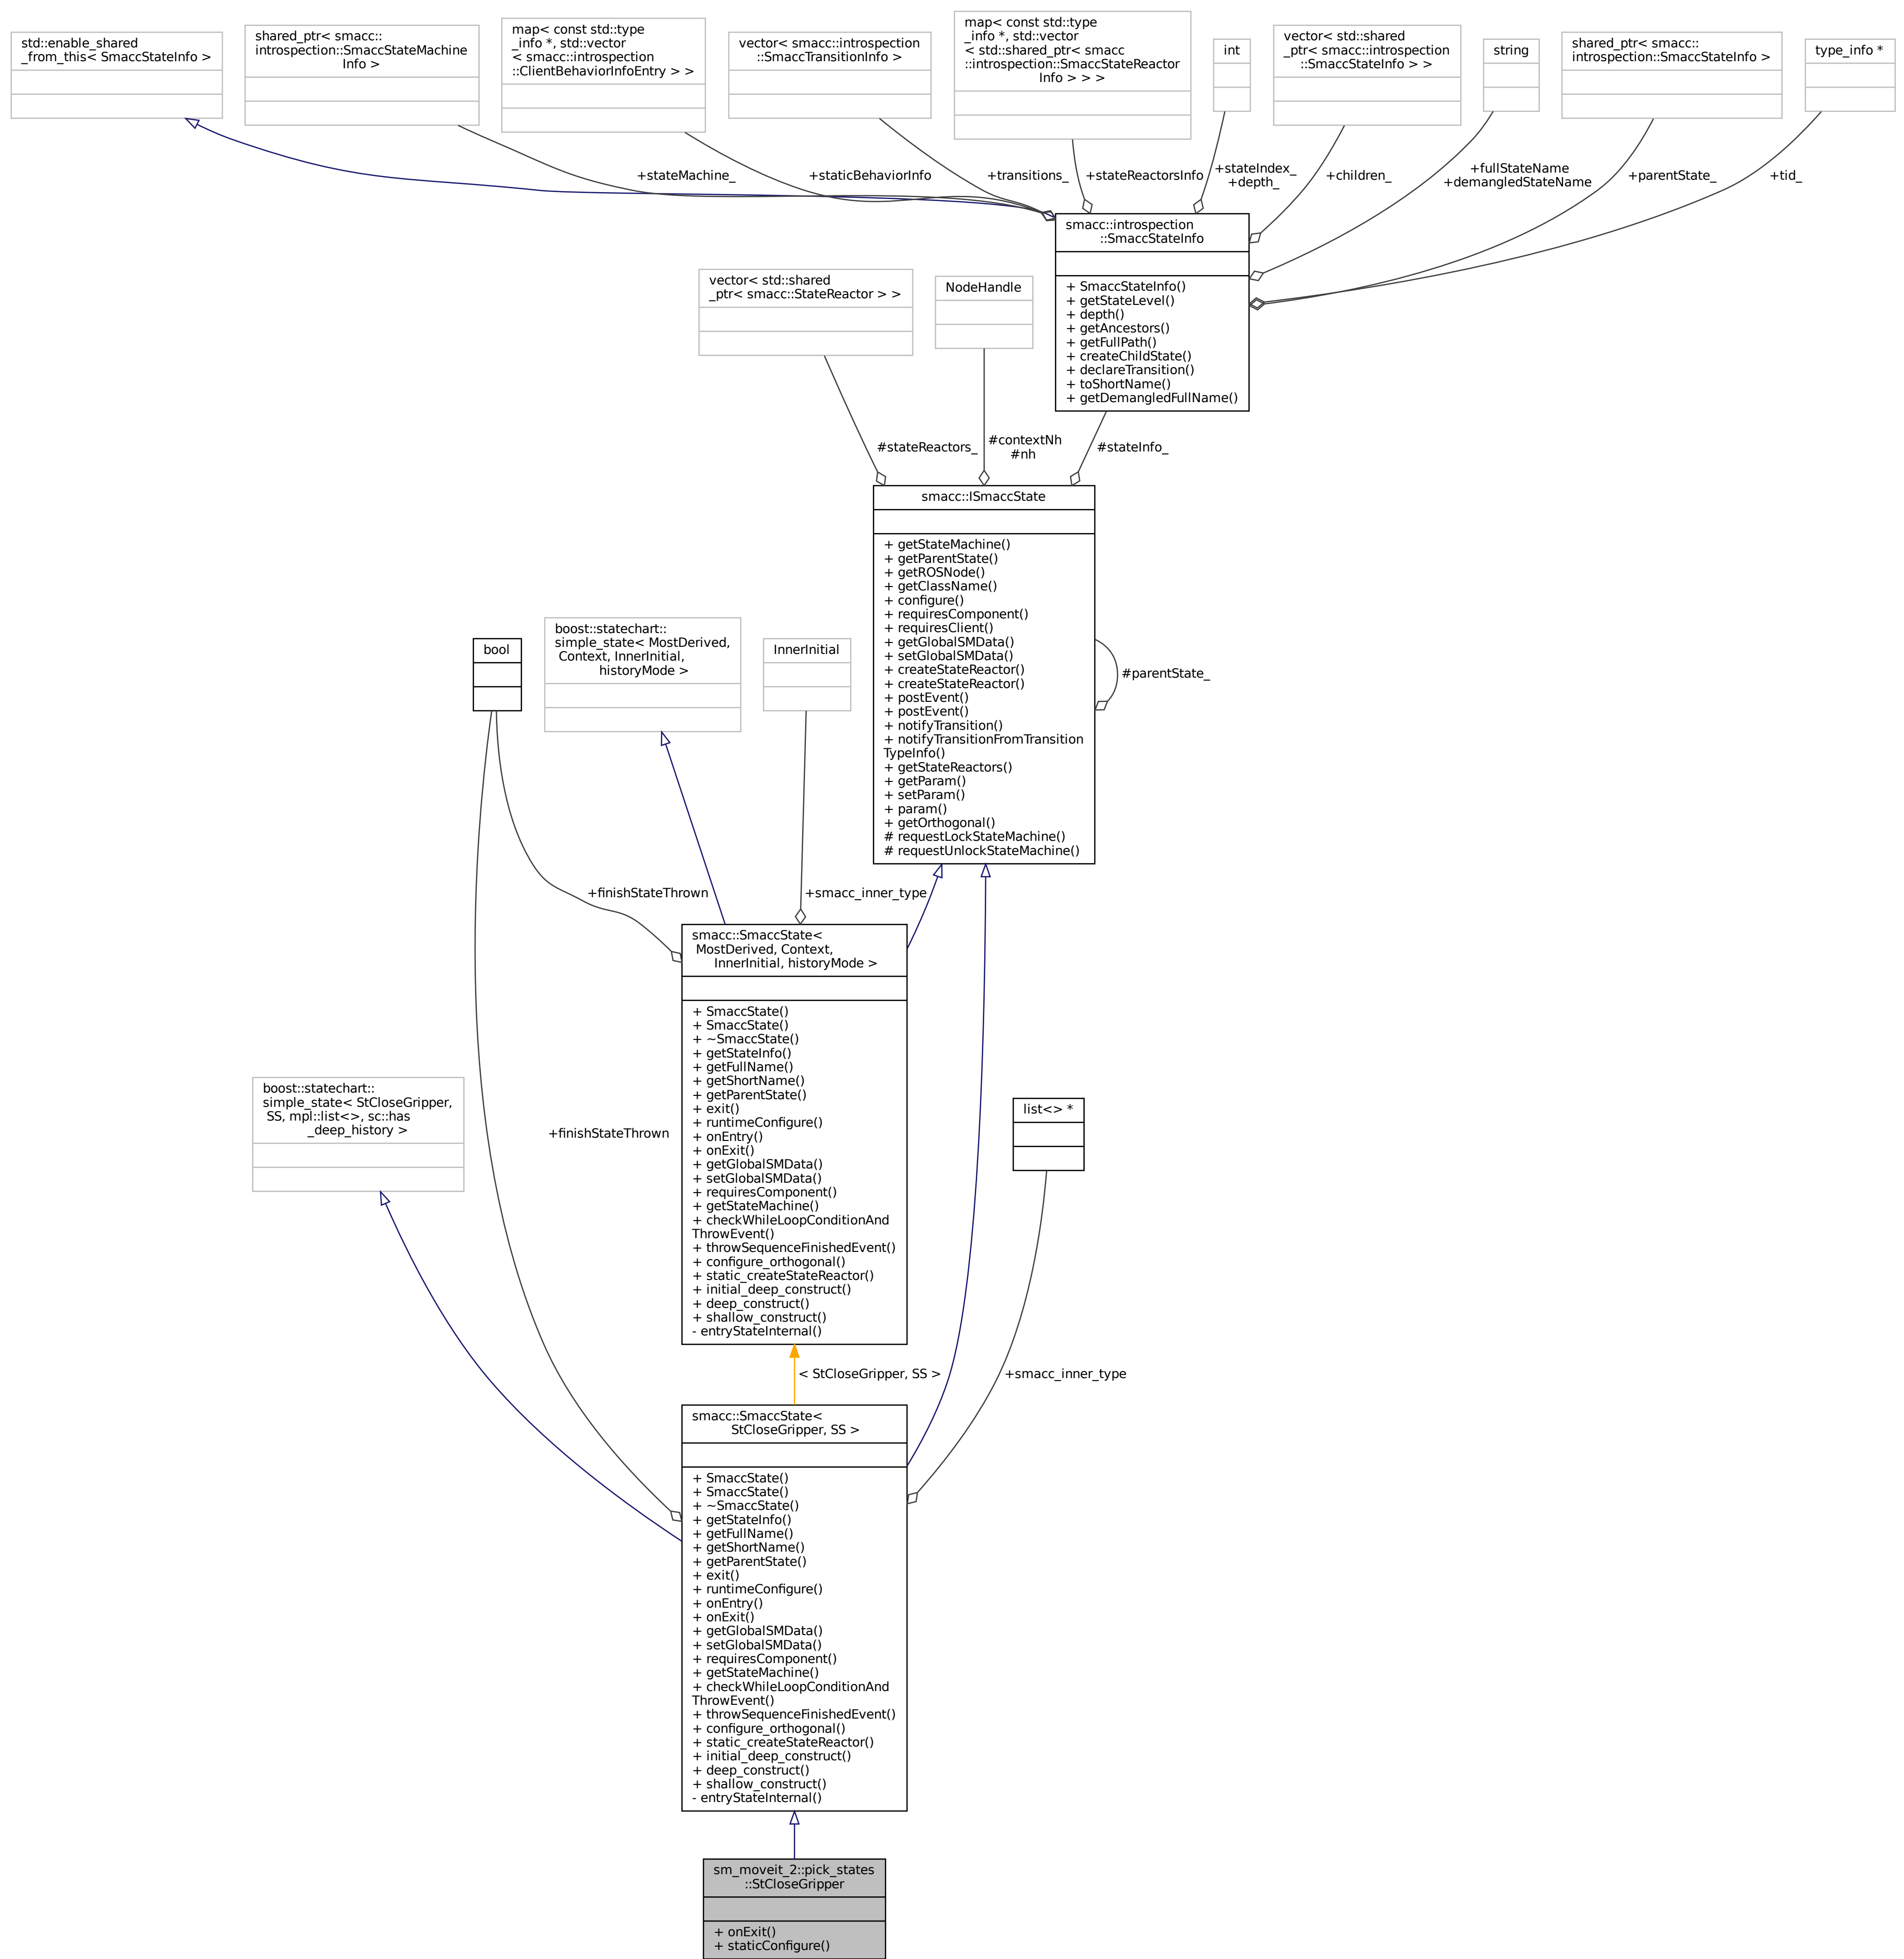 std::enable_shared
_from_this< SmaccStateInfo >
shared_ptr< smacc::
introspection::SmaccStateMachine
Info >
map< const std::type
_info *, std::vector
< smacc::introspection
::ClientBehaviorInfoEntry > >
vector< smacc::introspection
::SmaccTransitionInfo >
map< const std::type
_info *, std::vector
< std::shared_ptr< smacc
::introspection::SmaccStateReactor
Info > > >
int
vector< std::shared
_ptr< smacc::introspection
::SmaccStateInfo > >
string
shared_ptr< smacc::
introspection::SmaccStateInfo >
type_info *
+stateMachine_
+staticBehaviorInfo
+transitions_
+stateReactorsInfo
+stateIndex_
+depth_
+children_
+fullStateName
+demangledStateName
+parentState_
+tid_
smacc::introspection
::SmaccStateInfo
+ SmaccStateInfo()
+ getStateLevel()
+ depth()
+ getAncestors()
+ getFullPath()
+ createChildState()
+ declareTransition()
+ toShortName()
+ getDemangledFullName()
vector< std::shared
_ptr< smacc::StateReactor > >
NodeHandle
#stateReactors_
#contextNh
#nh
#stateInfo_
smacc::ISmaccState
+ getStateMachine()
+ getParentState()
+ getROSNode()
+ getClassName()
+ configure()
+ requiresComponent()
+ requiresClient()
+ getGlobalSMData()
+ setGlobalSMData()
+ createStateReactor()
+ createStateReactor()
+ postEvent()
+ postEvent()
+ notifyTransition()
+ notifyTransitionFromTransition
TypeInfo()
+ getStateReactors()
+ getParam()
+ setParam()
+ param()
+ getOrthogonal()
# requestLockStateMachine()
# requestUnlockStateMachine()
#parentState_
bool
boost::statechart::
simple_state< MostDerived,
Context, InnerInitial,
historyMode >
InnerInitial
+finishStateThrown
+smacc_inner_type
smacc::SmaccState<
MostDerived, Context,
InnerInitial, historyMode >
+ SmaccState()
+ SmaccState()
+ ~SmaccState()
+ getStateInfo()
+ getFullName()
+ getShortName()
+ getParentState()
+ exit()
+ runtimeConfigure()
+ onEntry()
+ onExit()
+ getGlobalSMData()
+ setGlobalSMData()
+ requiresComponent()
+ getStateMachine()
+ checkWhileLoopConditionAnd
ThrowEvent()
+ throwSequenceFinishedEvent()
+ configure_orthogonal()
+ static_createStateReactor()
+ initial_deep_construct()
+ deep_construct()
+ shallow_construct()
- entryStateInternal()
boost::statechart::
simple_state< StCloseGripper,
SS, mpl::list<>, sc::has
_deep_history >
+finishStateThrown
list<> *
< StCloseGripper, SS >
+smacc_inner_type
smacc::SmaccState<
StCloseGripper, SS >
+ SmaccState()
+ SmaccState()
+ ~SmaccState()
+ getStateInfo()
+ getFullName()
+ getShortName()
+ getParentState()
+ exit()
+ runtimeConfigure()
+ onEntry()
+ onExit()
+ getGlobalSMData()
+ setGlobalSMData()
+ requiresComponent()
+ getStateMachine()
+ checkWhileLoopConditionAnd
ThrowEvent()
+ throwSequenceFinishedEvent()
+ configure_orthogonal()
+ static_createStateReactor()
+ initial_deep_construct()
+ deep_construct()
+ shallow_construct()
- entryStateInternal()
sm_moveit_2::pick_states
::StCloseGripper
+ onExit()
+ staticConfigure()